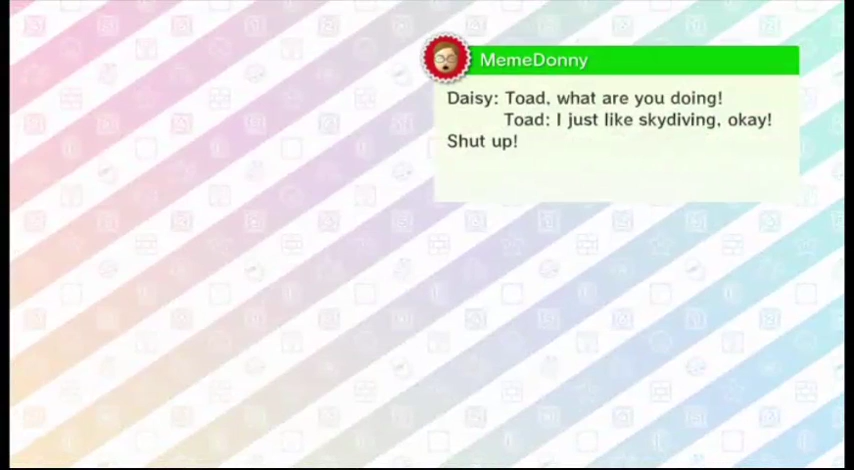 MemeDonny
Daisy: Toad, what are you doing!
Toad: I just like skydiving, okay!
Shut up!